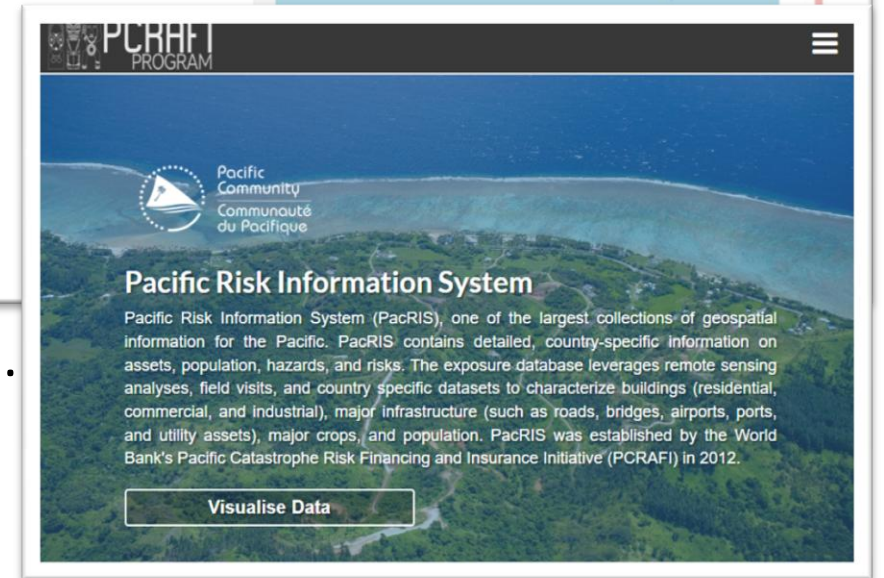 PCRAFI
PROGRAM
Pacific
Community
Communauté
du Pacifique
Pacific Risk Information System
Pacific Risk Information System (PacRIS), one of the largest collections of geospatial
information for the Pacific. PacRIS contains detailed, country-specific information on
assets, population, hazards, and risks. The exposure database leverages remote sensing
analyses, field visits, and country specific datasets to characterize buildings (residential,
commercial, and industrial), major infrastructure (such as roads, bridges, airports, ports,
and utility assets), major crops, and population. PacRIS was established by the World
Bank's Pacific Catastrophe Risk Financing and Insurance Initiative (PCRAFI) in 2012.
Visualise Data